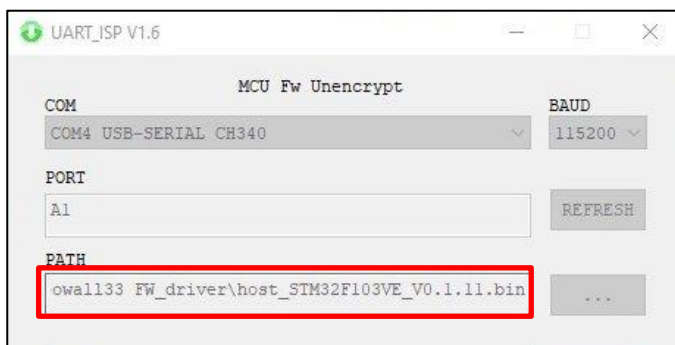 UART_ISP V1.6
MCU Fw Unencrypt
COM
BAUD
COM4 USB-SERIAL CH340
115200
PORT
A1
REFRESH
PATH
owall33 FW_driver\host_STM32F103VE_V0.1.11.bin
...